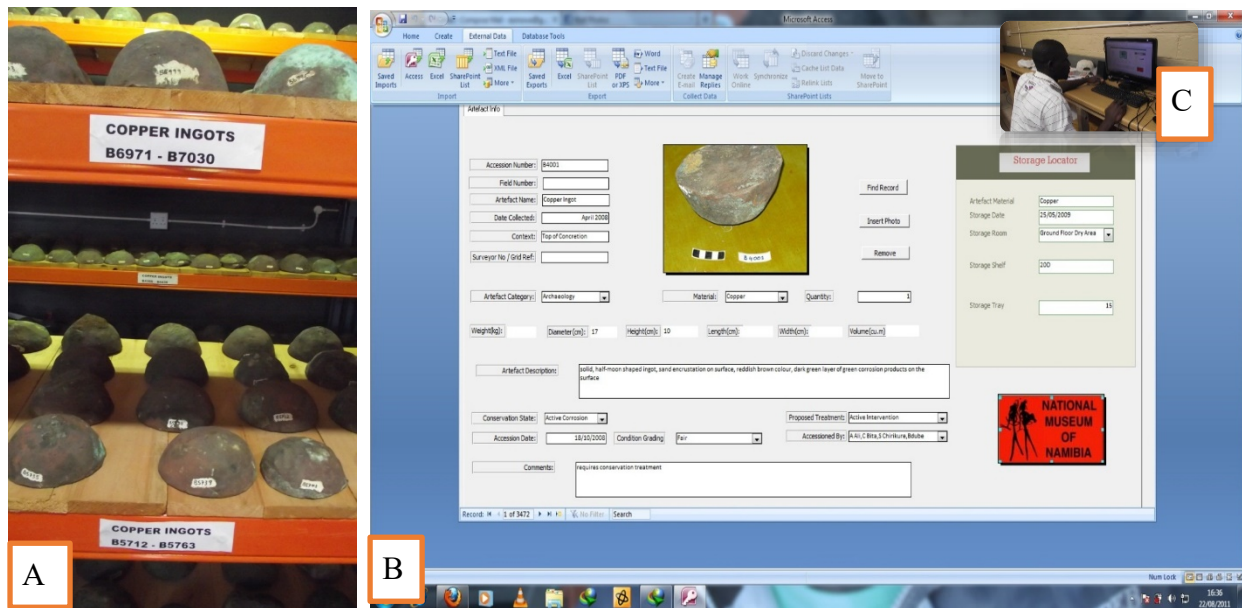 COPPER INGOTS
B6971 - B7030
COPPER INGOTS
COPPER INGOTS
B5712 - B5763
A
Microsoft Access
Home Create External Data Database Tools
Saved Imports
Access
Excel
SharePoint List
Text File
XML File
More
Import
Saved Exports
Excel
SharePoint List
PDF or XPS
Word
Text File
More
Export
Create E-mail
Manage Replies
Collect Data
Work Online
Synchronize
Discard Changes
Cache List Data
Relink Lists
Move to SharePoint
SharePoint Lists
C
Artefact Info
Accession Number: B4001
Field Number:
Artefact Name: Copper Ingot
Date Collected: April 2008
Context: Top of Concretion
Surveyor No / Grid Ref:
B4001
Find Record
Insert Photo
Remove
Storage Locator
Artefact Material Copper
Storage Date 25/05/2009
Storage Room Ground Floor Dry Area
Storage Shelf 20D
Storage Tray 15
Artefact Category: Archaeology Material: Copper Quantity: 1
Weight(kg): Diameter(cm): 17 Height(cm): 10 Length(cm): Width(cm): Volume(cu.m)
Artefact Description: solid, half-moon shaped ingot, sand encrustation on surface, reddish brown colour, dark green layer of green corrosion products on the
surface
Conservation State: Active Corrosion Proposed Treatment: Active Intervention
Accession Date: 18/10/2008 Condition Grading Fair Accessioned By: A Ali,C Bita,S Chirikure,Bdube
Comments: requires conservation treatment
NATIONAL
MUSEUM
OF
NAMIBIA
Record: 1 of 3472 No Filter Search
B
Num Lock
16:36
22/08/2011